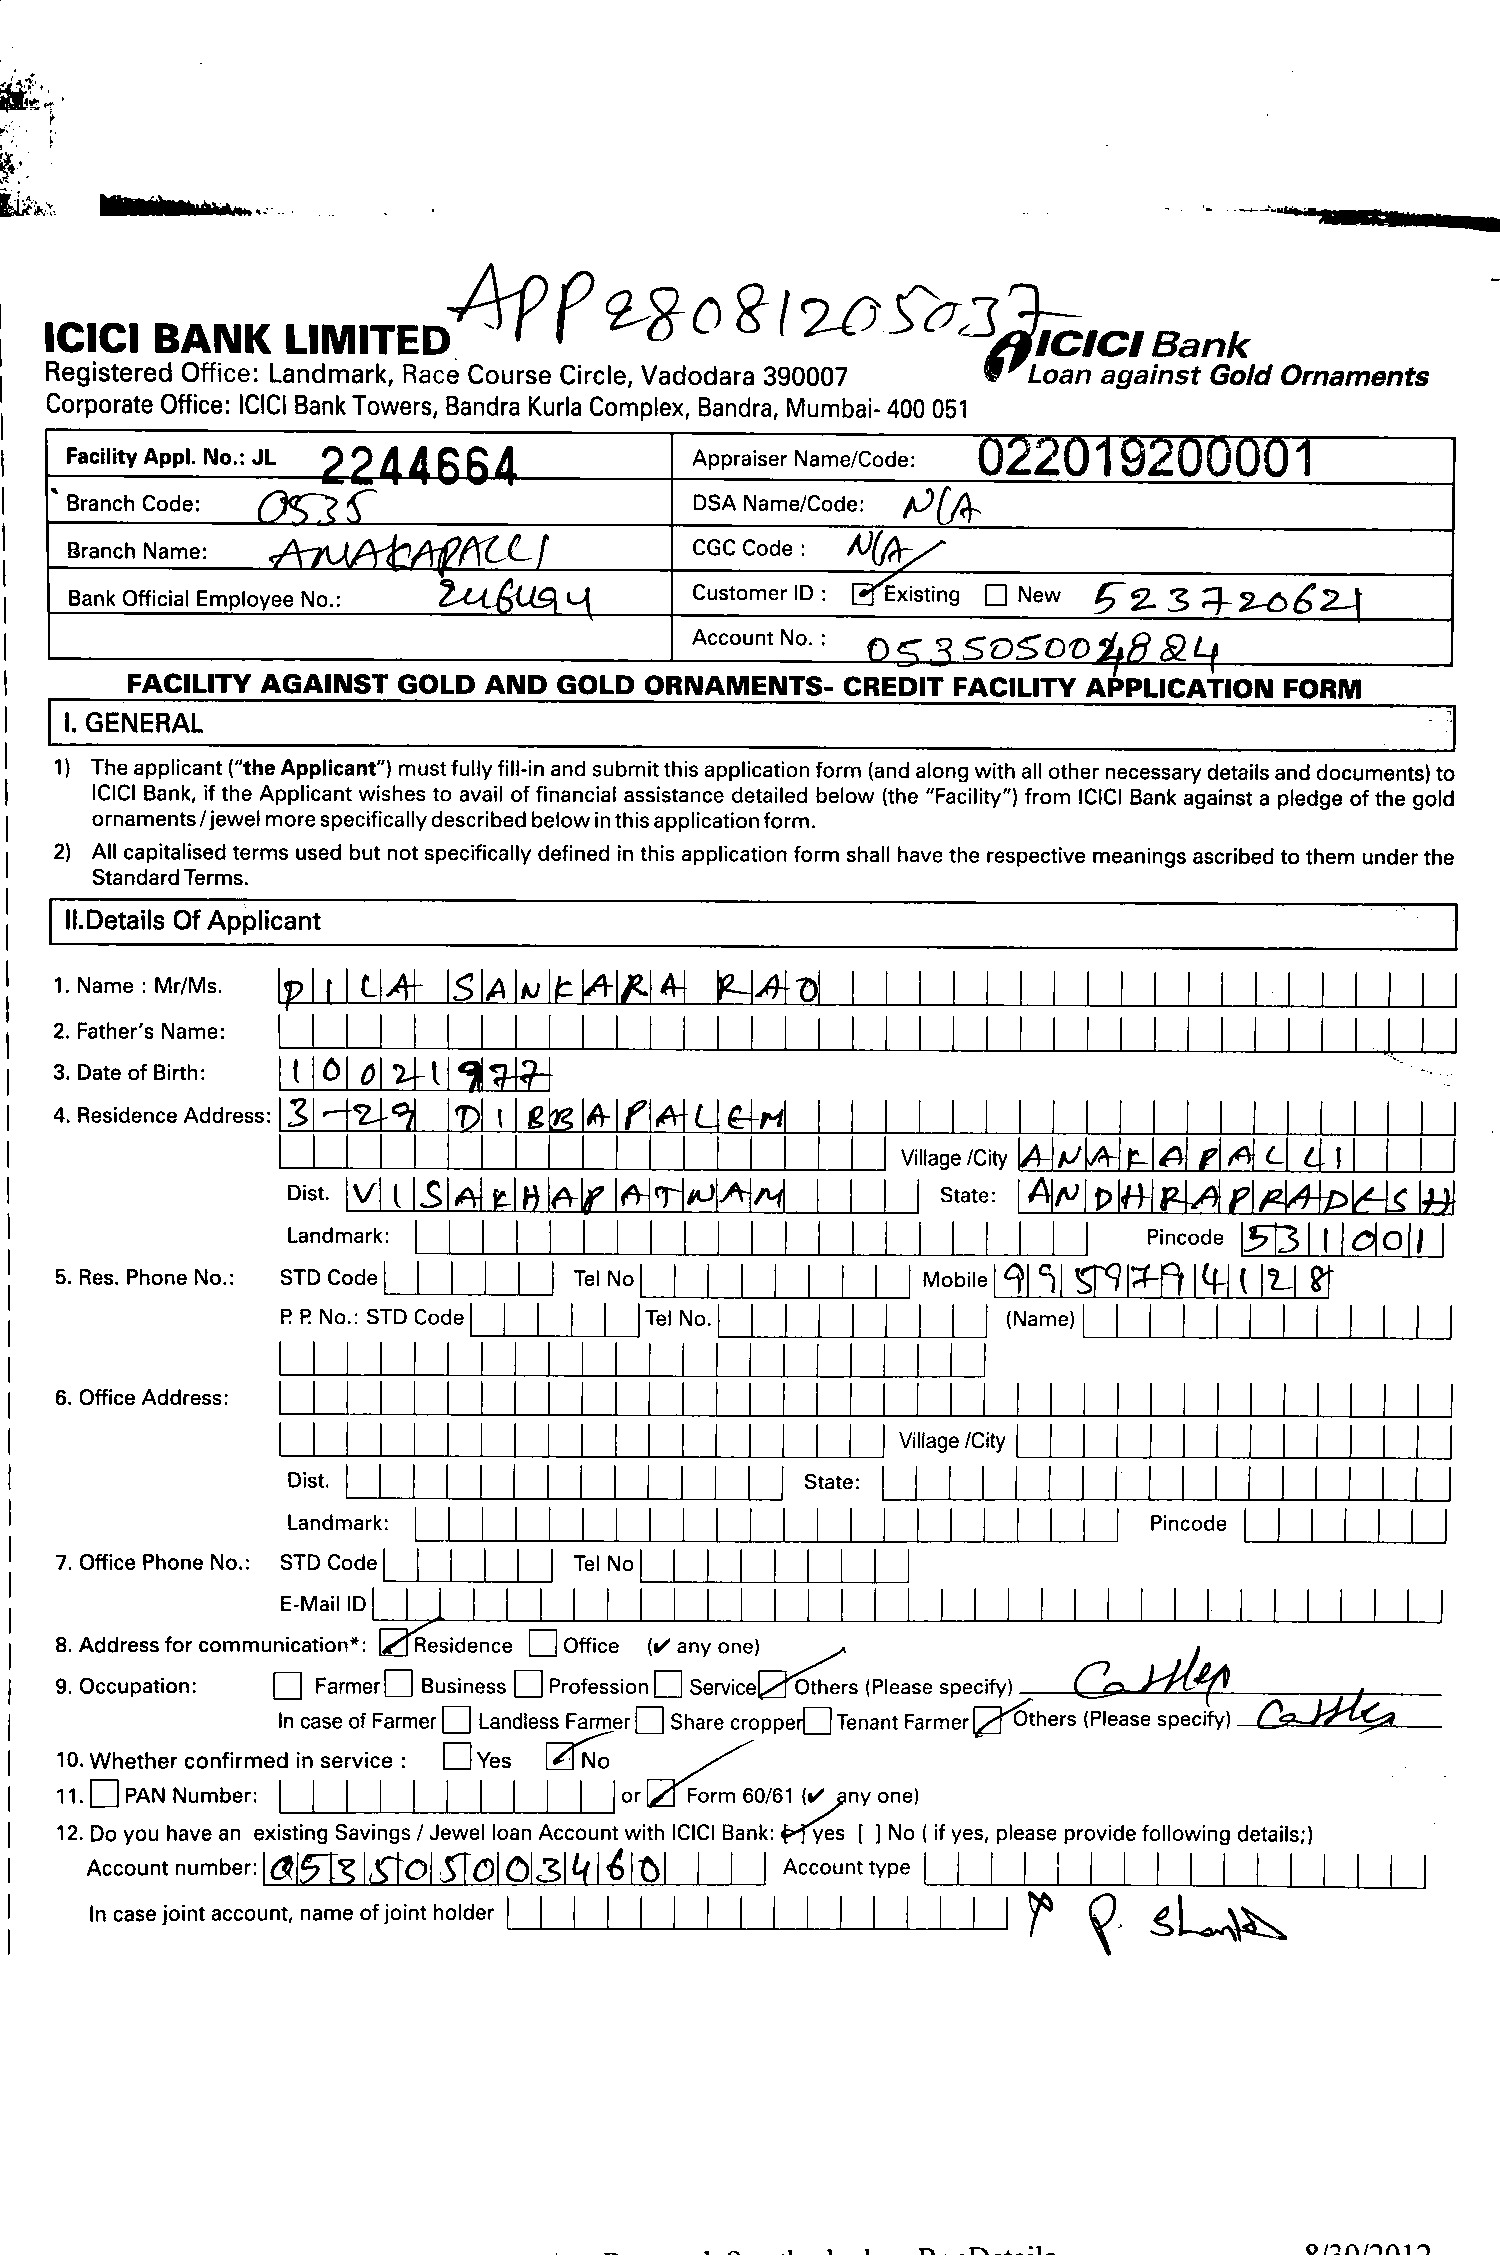 APP28081205037
ICICI BANK LIMITED
ICICI Bank
Registered Office: Landmark, Race Course Circle, Vadodara 390007
Loan against Gold Ornaments
Corporate Office: ICICI Bank Towers, Bandra Kurla Complex, Bandra, Mumbai- 400 051
Facility Appl. No.: JL 2244664 Appraiser Name/Code: 022019200001
Branch Code: 0535 DSA Name/Code: N/A
Branch Name: ANAKAPALLI CGC Code : N/A
Bank Official Employee No.: Customer ID : Existing New 523720621
Account No. : 053505004884
FACILITY AGAINST GOLD AND GOLD ORNAMENTS- CREDIT FACILITY APPLICATION FORM
I. GENERAL
1) The applicant ("the Applicant") must fully fill-in and submit this application form (and along with all other necessary details and documents) to
ICICI Bank, if the Applicant wishes to avail of financial assistance detailed below (the "Facility") from ICICI Bank against a pledge of the gold
ornaments / jewel more specifically described below in this application form.
2) All capitalised terms used but not specifically defined in this application form shall have the respective meanings ascribed to them under the
Standard Terms.
II.Details Of Applicant
1. Name : Mr/Ms. PILA SANKARA RAO
2. Father's Name:
3. Date of Birth: 10021977
4. Residence Address: 3-29 DIBBAPALEM
Village /City ANAKAPALLI
Dist. VISAKHAPATNAM State: ANDHRAPRADESH
Landmark: Pincode 531001
5. Res. Phone No.: STD Code Tel No Mobile
P. P. No.: STD Code Tel No. (Name)
6. Office Address:
Village /City
Dist. State:
Landmark: Pincode
7. Office Phone No.: STD Code Tel No
E-Mail ID
8. Address for communication*: Residence Office (✔ any one)
9. Occupation: Farmer Business Profession Service Others (Please specify) Cattles
In case of Farmer Landless Farmer Share cropper Tenant Farmer Others (Please specify) Cattles
10. Whether confirmed in service : Yes No
11. PAN Number: or Form 60/61 (✔ any one)
12. Do you have an existing Savings / Jewel loan Account with ICICI Bank: yes [ ] No ( if yes, please provide following details;)
Account number: 053505003460 Account type
In case joint account, name of joint holder
P.